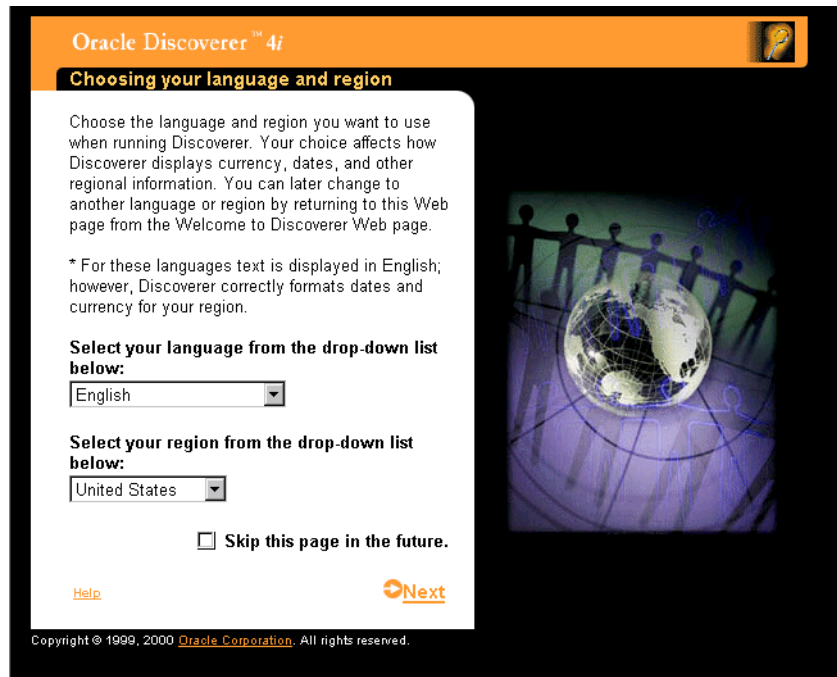 Oracle Discoverer™ 4i
Choosing your language and region
Choose the language and region you want to use
when running Discoverer. Your choice affects how
Discoverer displays currency, dates, and other
regional information. You can later change to
another language or region by returning to this Web
page from the Welcome to Discoverer Web page.
* For these languages text is displayed in English;
however, Discoverer correctly formats dates and
currency for your region.
Select your language from the drop-down list
below:
English
Select your region from the drop-down list
below:
United States
Skip this page in the future.
Help
Next
Copyright © 1999, 2000 Oracle Corporation. All rights reserved.